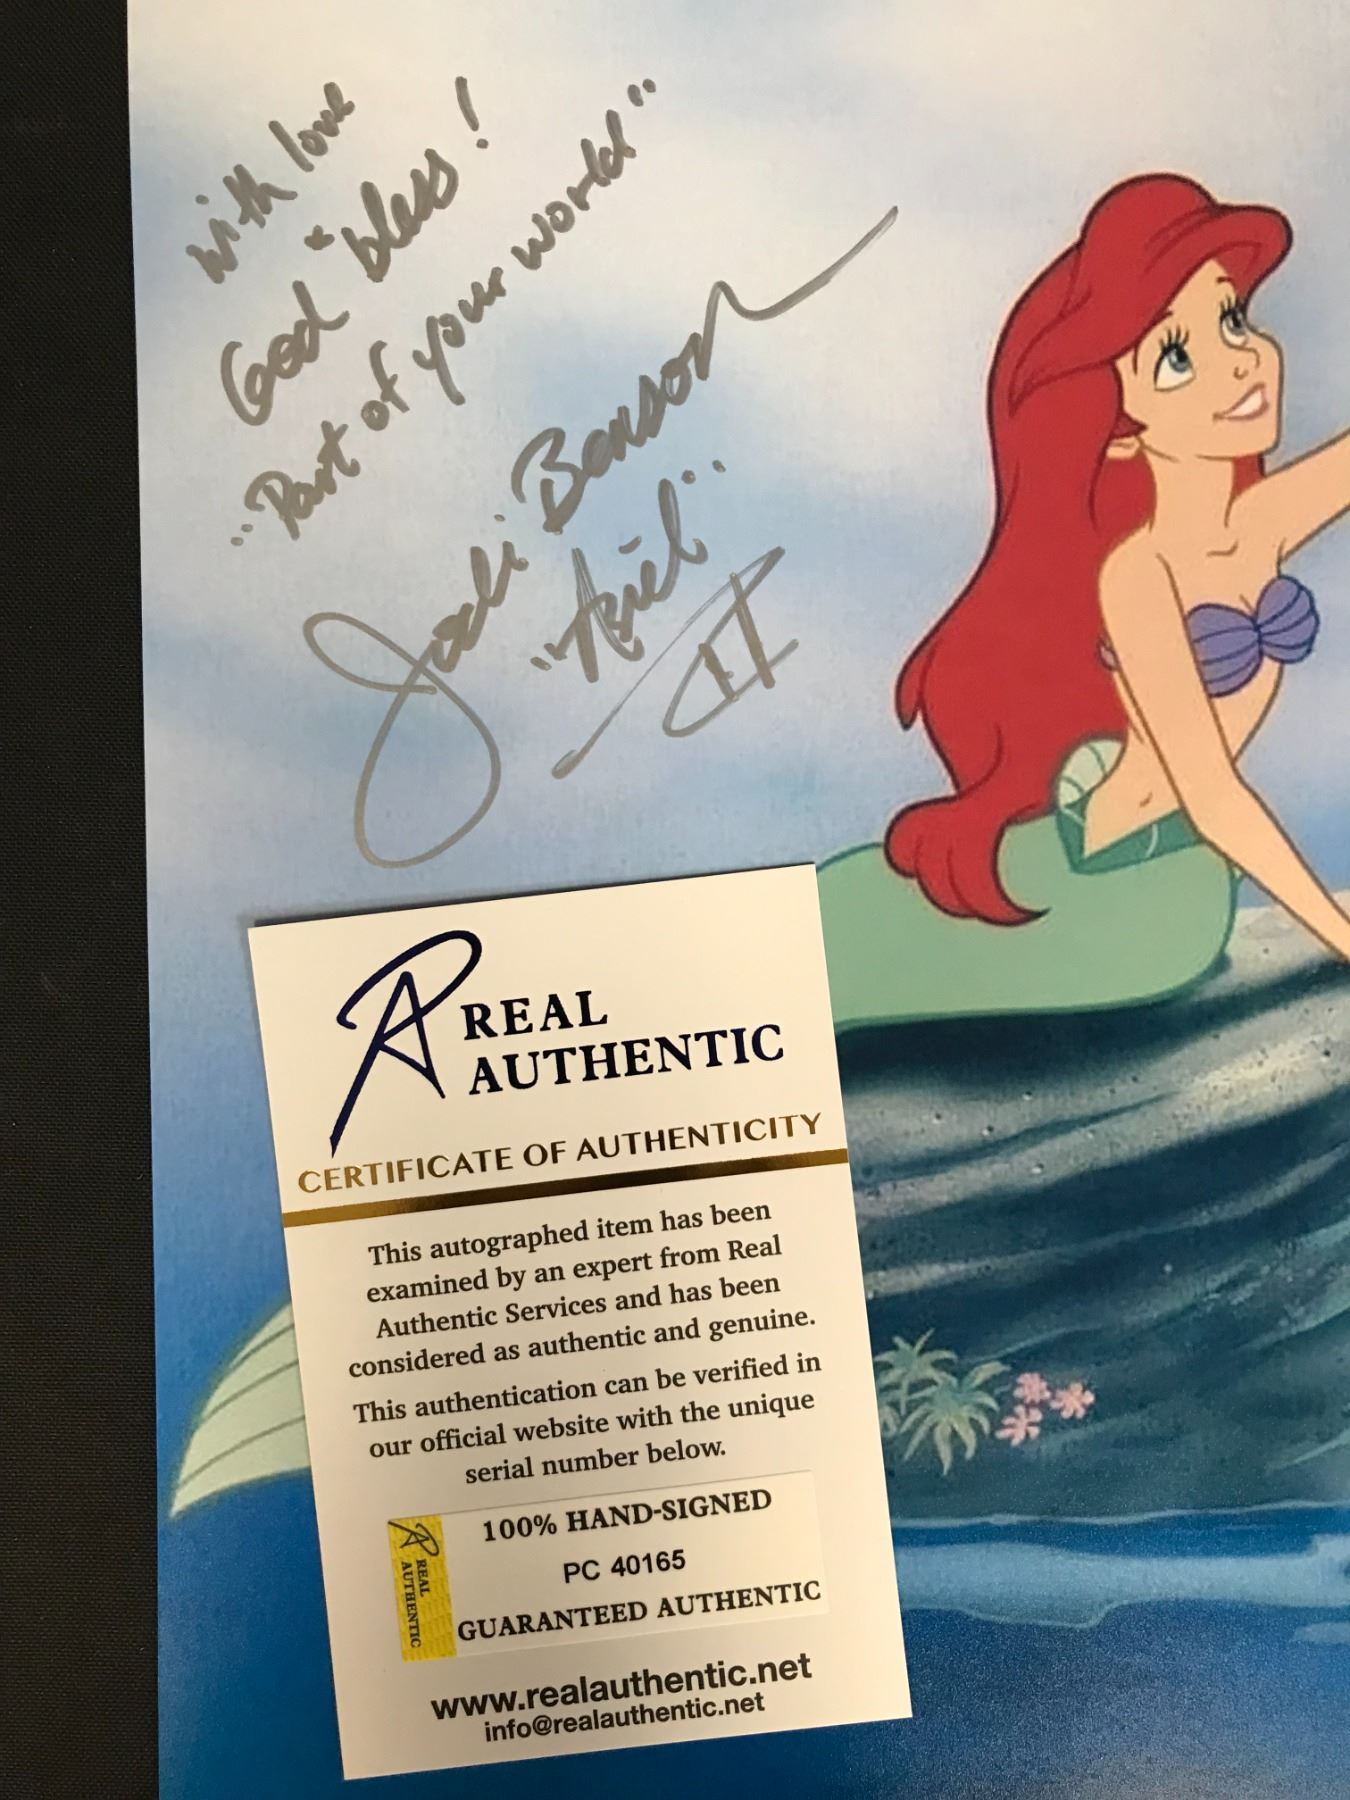 with love
God bless!
"Part of your world"
Jodi Benson
"Ariel"
REAL
AUTHENTIC
CERTIFICATE OF AUTHENTICITY
This autographed item has been
examined by an expert from Real
Authentic Services and has been
considered as authentic and genuine.
This authentication can be verified in
our official website with the unique
serial number below.
REAL
AUTHENTIC
100% HAND-SIGNED
PC 40165
GUARANTEED AUTHENTIC
www.realauthentic.net
info@realauthentic.net